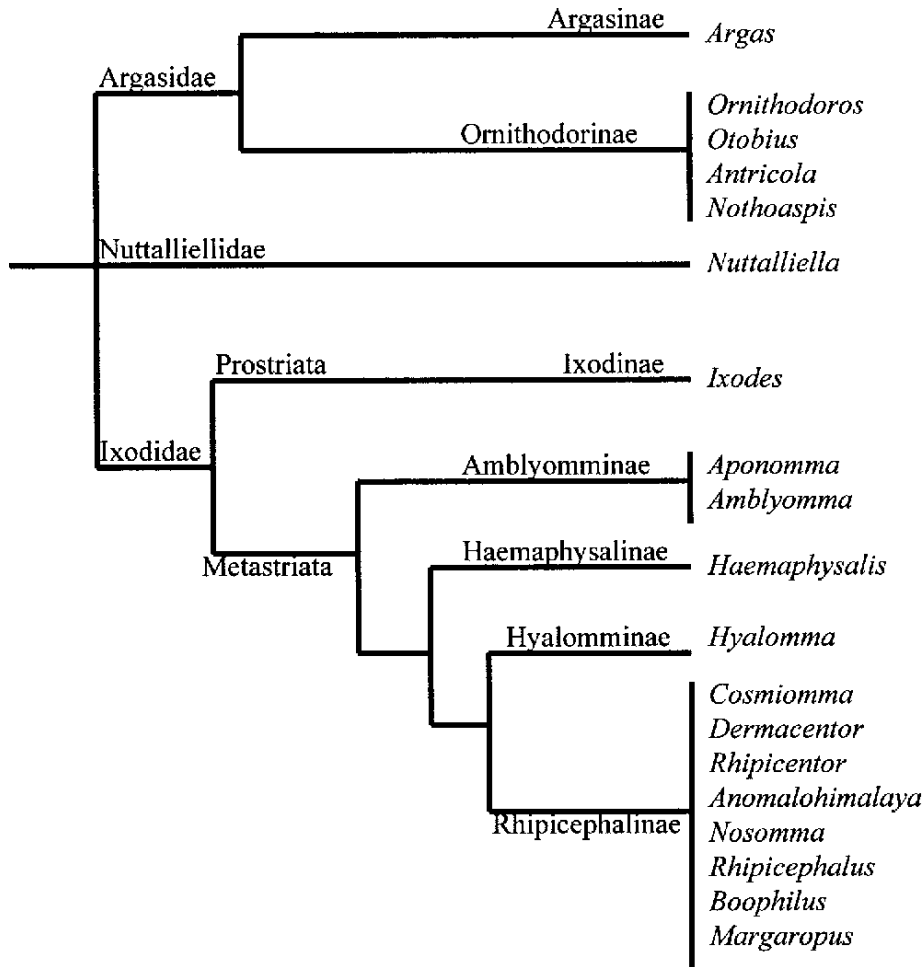 Argasinae
Argas
Argasidae
Ornithodoros
Ornithodorinae
Otobius
Antricola
Nothoaspis
Nuttalliellidae
Nuttalliella
Prostriata
Ixodinae
Ixodes
Ixodidae
Amblyomminae
Aponomma
Amblyomma
Metastriata
Haemaphysalinae
Haemaphysalis
Hyalomminae
Hyalomma
Cosmiomma
Dermacentor
Rhipicentor
Anomalohimalaya
Rhipicephalinae
Nosomma
Rhipicephalus
Boophilus
Margaropus